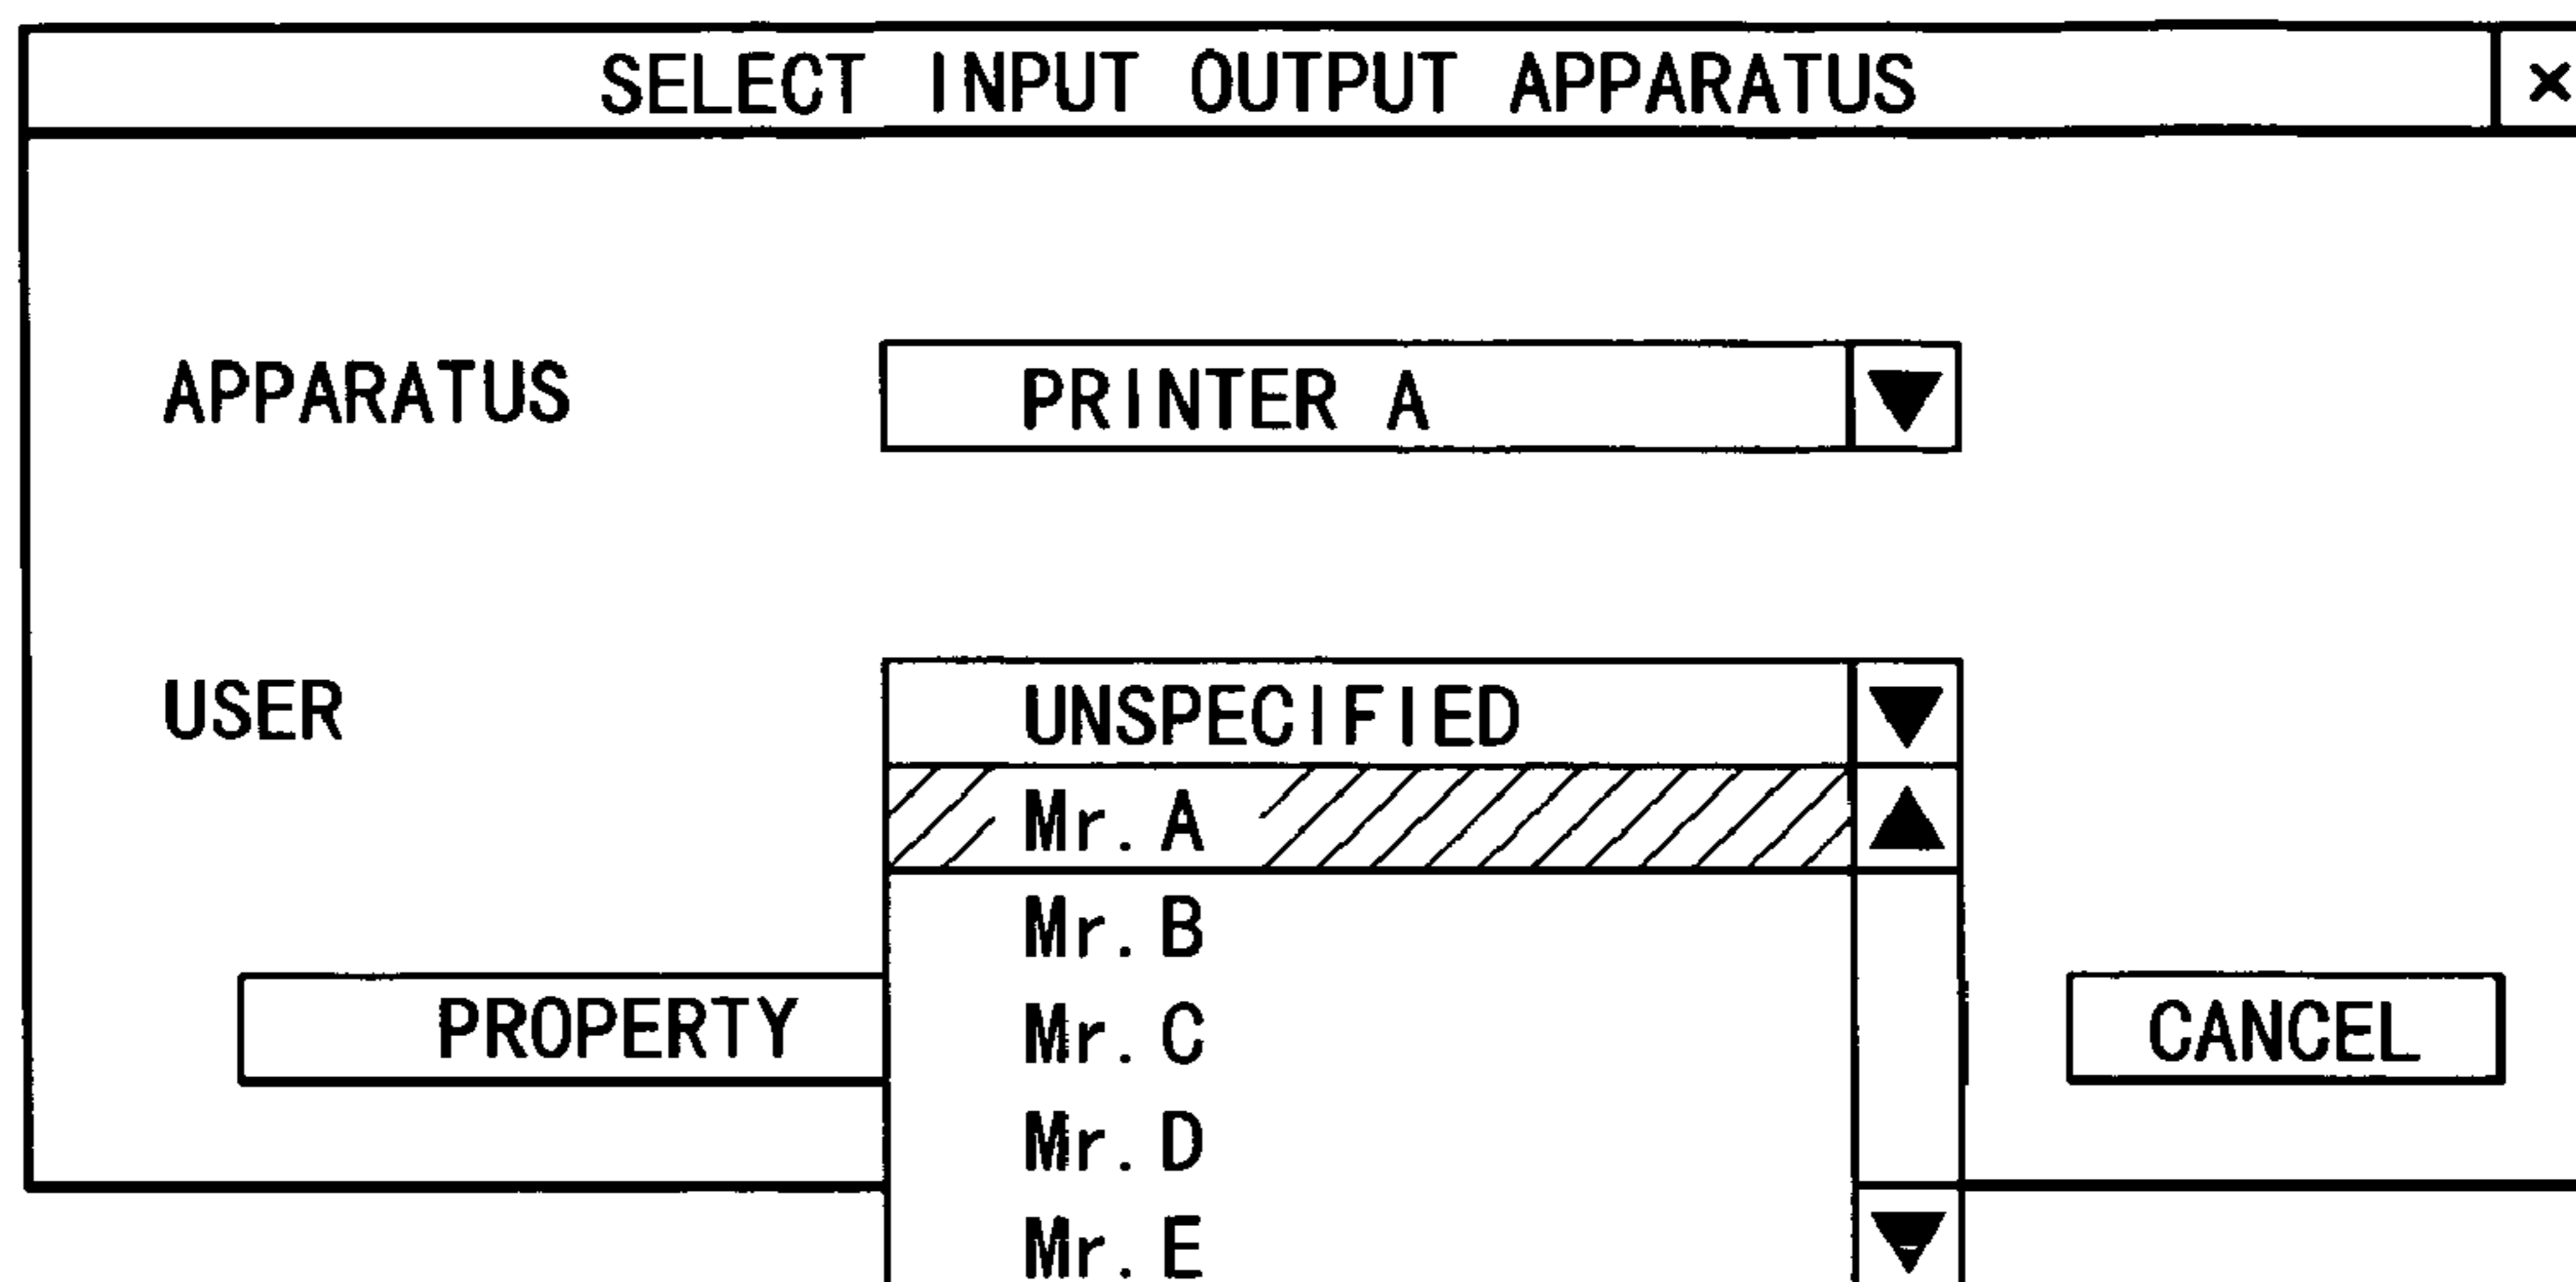 SELECT INPUT OUTPUT APPARATUS ×
APPARATUS PRINTER A ▼
USER UNSPECIFIED ▼
Mr. A ▲
Mr. B
PROPERTY Mr. C CANCEL
Mr. D
Mr. E ▼